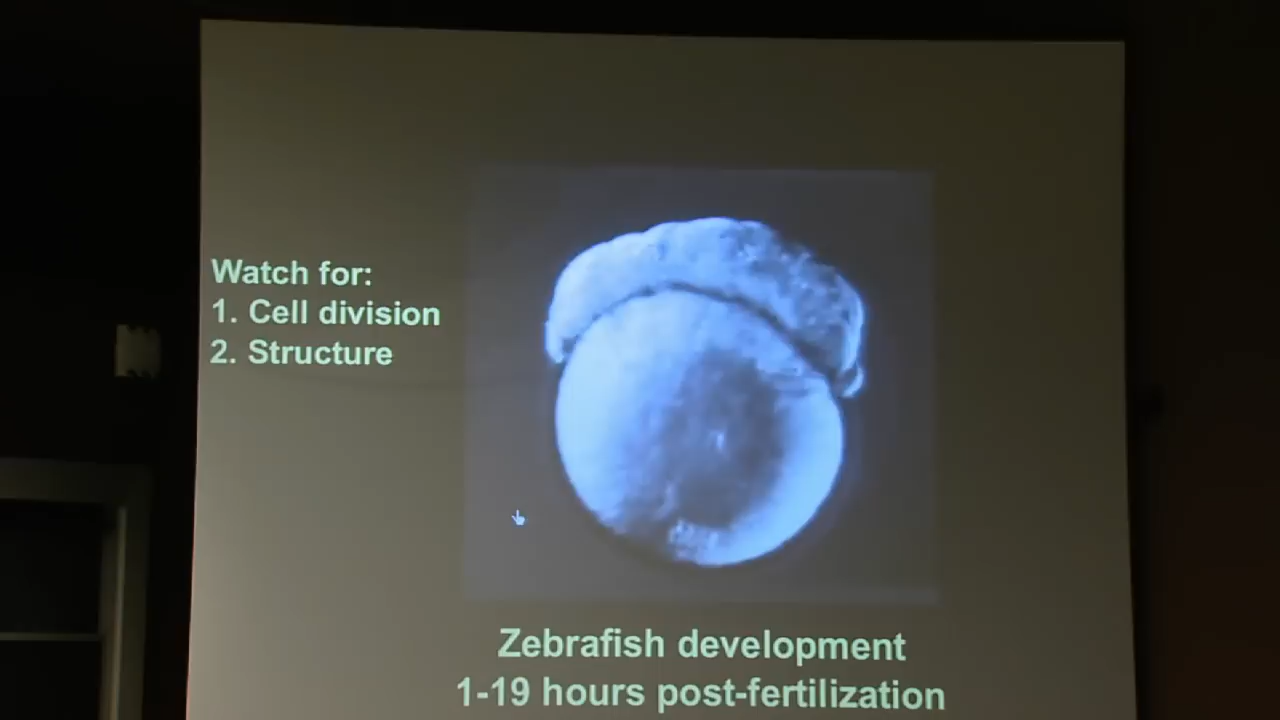 Watch for:
1. Cell division
2. Structure
Zebrafish development
1-19 hours post-fertilization